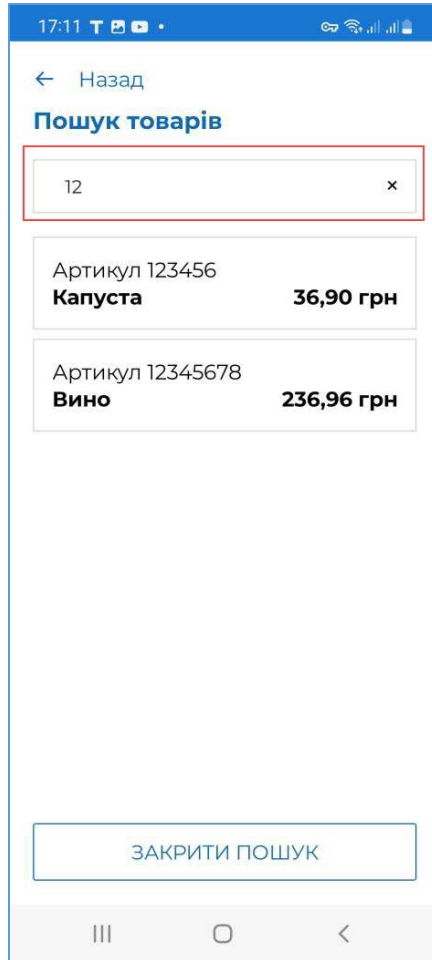 17:11
← Назад
Пошук товарів
12 ×
Артикул 123456
Капуста 36,90 грн
Артикул 12345678
Вино 236,96 грн
ЗАКРИТИ ПОШУК